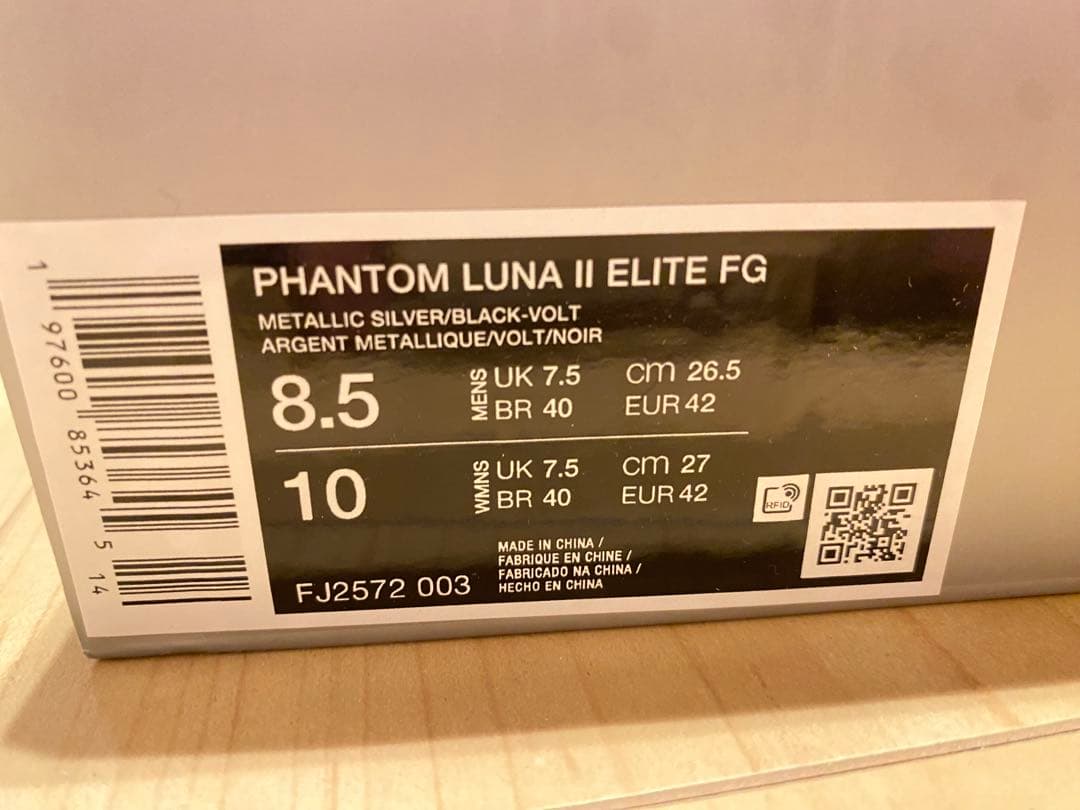 PHANTOM LUNA II ELITE FG
METALLIC SILVER/BLACK-VOLT
ARGENT METALLIQUE/VOLT/NOIR
8.5 MENS UK 7.5 cm 26.5
BR 40 EUR 42
10 WMNS UK 7.5 cm 27
BR 40 EUR 42
RFID
MADE IN CHINA /
FABRIQUE EN CHINE /
FABRICADO NA CHINA /
HECHO EN CHINA
FJ2572 003
1 97600 85364 5 14